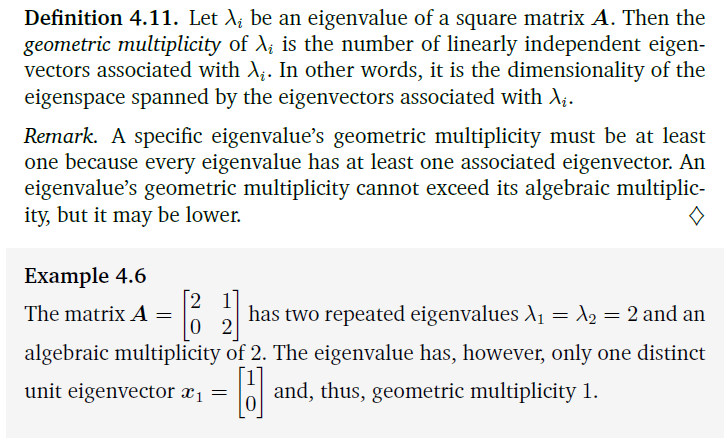 Definition 4.11. Let λᵢ be an eigenvalue of a square matrix A. Then the
geometric multiplicity of λᵢ is the number of linearly independent eigen-
vectors associated with λᵢ. In other words, it is the dimensionality of the
eigenspace spanned by the eigenvectors associated with λᵢ.
Remark. A specific eigenvalue's geometric multiplicity must be at least
one because every eigenvalue has at least one associated eigenvector. An
eigenvalue's geometric multiplicity cannot exceed its algebraic multiplic-
ity, but it may be lower. ♢
Example 4.6
The matrix A = [2 1; 0 2] has two repeated eigenvalues λ₁ = λ₂ = 2 and an
algebraic multiplicity of 2. The eigenvalue has, however, only one distinct
unit eigenvector x₁ = [1; 0] and, thus, geometric multiplicity 1.